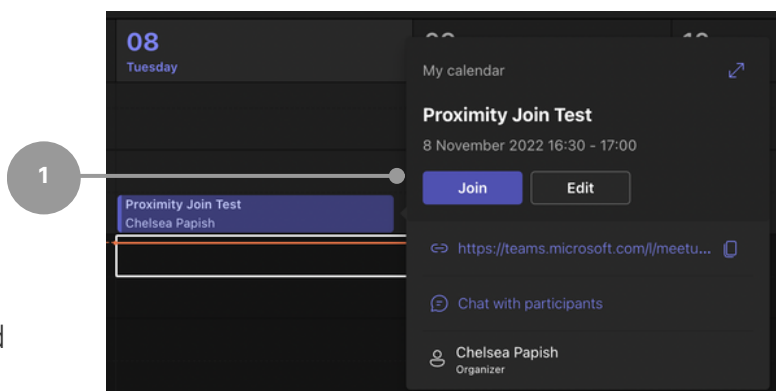 08
Tuesday
My calendar
Proximity Join Test
8 November 2022 16:30 - 17:00
1
Join
Edit
Proximity Join Test
Chelsea Papish
https://teams.microsoft.com/l/meetu...
Chat with participants
Chelsea Papish
Organizer